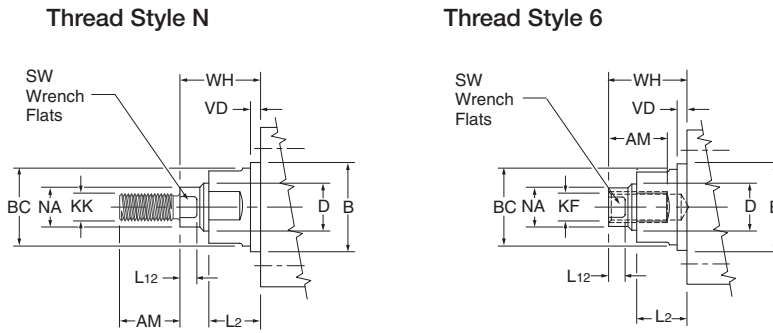 Thread Style N
Thread Style 6
SW
Wrench
Flats
WH
VD
BC
NA
KK
D
B
L12
AM
L2
SW
Wrench
Flats
WH
VD
AM
BC
NA
KF
D
L12
L2